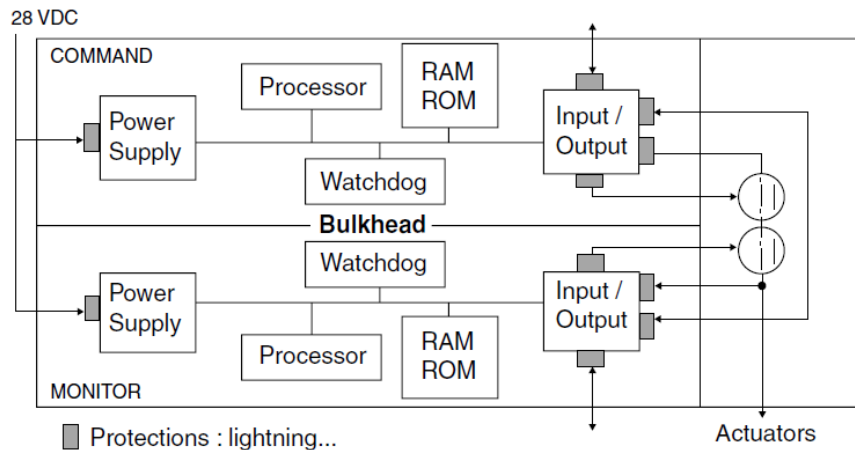 28 VDC
COMMAND
Processor
RAM
ROM
Power
Supply
Input /
Output
Watchdog
Bulkhead
Watchdog
Power
Supply
Input /
Output
Processor
RAM
ROM
MONITOR
Protections : lightning...
Actuators